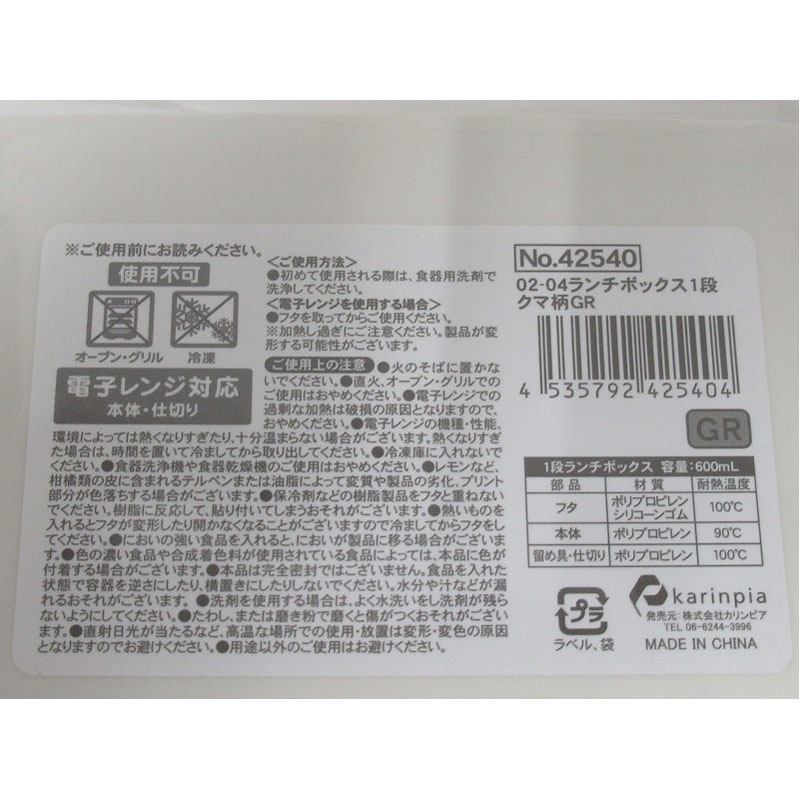 ※ご使用前にお読みください。
使用不可
オーブン・グリル
冷凍
電子レンジ対応
本体・仕切り
<ご使用方法>
●初めて使用される際は、食器用洗剤で
洗浄してください。
<電子レンジを使用する場合>
●フタを取ってからご使用ください。
※加熱し過ぎにご注意ください。製品が変
形する可能性がございます。
ご使用上の注意 ●火のそばに置かな
いでください。●直火、オーブン・グリルでの
ご使用はおやめください。●電子レンジでの
過剰な加熱は破損の原因となりますので、
おやめください。●電子レンジの機種・性能、
環境によっては熱くなりすぎたり、十分温まらない場合がございます。熱くなりすぎ
た場合は、時間を置いて冷ましてから取り出してください。●冷凍庫に入れないで
ください。●食器洗浄機や食器乾燥機のご使用はおやめください。●レモンなど、
柑橘類の皮に含まれるテルペンまたは油脂によって変質や製品の劣化、プリント
部分が色落ちする場合がございます。●保冷剤などの樹脂製品をフタと重ねない
でください。樹脂に反応して、貼り付いてしまうおそれがございます。●熱いものを
入れるとフタが変形したり開かなくなることがございますので冷ましてからフタをし
てください。●においの強い食品を入れると、においが製品に移る場合がございま
す。●色の濃い食品や合成着色料が使用されている食品によっては、本品に色が
付着する場合がございます。●本品は完全密封ではございません。食品を入れた
状態で容器を逆さにしたり、横置きにしたりしないでください。水分や汁などが漏
れるおそれがございます。●洗剤を使用する場合は、よく水洗いをし洗剤が残ら
ないようにしてください。●たわし、または磨き粉で磨くと傷がつくおそれがございま
す。●直射日光が当たるなど、高温な場所での使用・放置は変形・変色の原因
となりますのでお避けください。●用途以外のご使用はお避けください。
No.42540
02-04ランチボックス1段
クマ柄GR
4 535792 425404
GR
1段ランチボックス 容量:600mL
部品 材質 耐熱温度
フタ ポリプロピレン シリコーンゴム 100℃
本体 ポリプロピレン 90℃
留め具・仕切り ポリプロピレン 100℃
プラ
ラベル、袋
karinpia
発売元:株式会社カリンピア
TEL 06-6244-3996
MADE IN CHINA